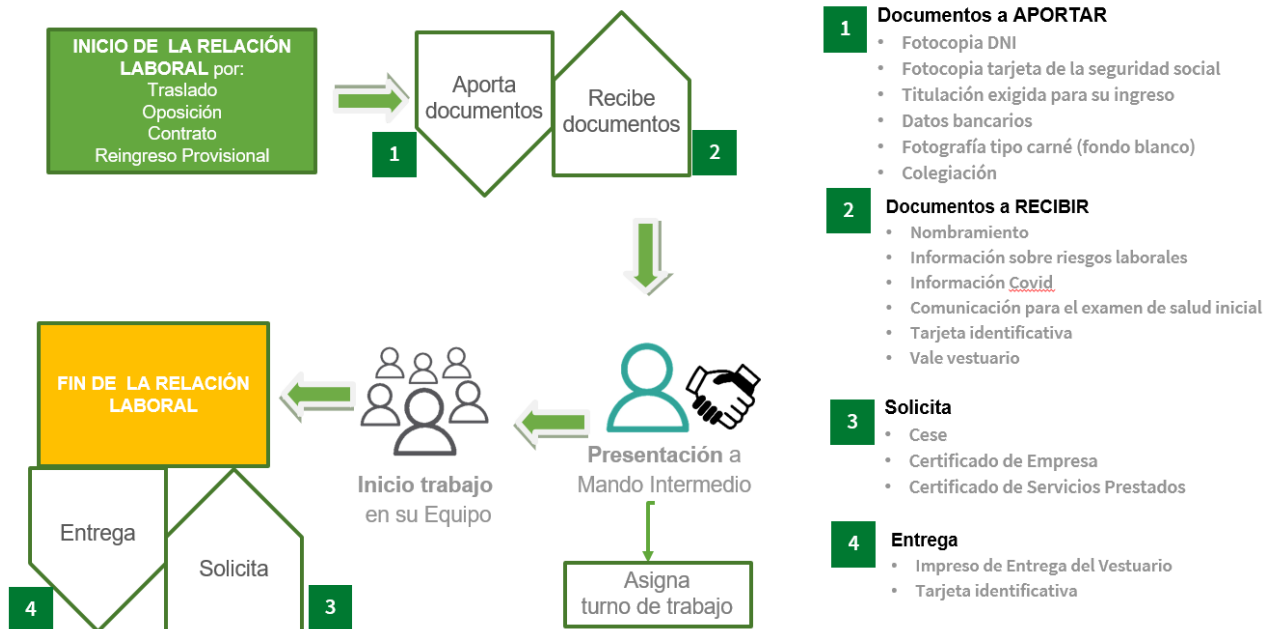 INICIO DE LA RELACIÓN
LABORAL por:
Traslado
Oposición
Contrato
Reingreso Provisional
Aporta
documentos
1
Recibe
documentos
2
Presentación a
Mando Intermedio
Asigna
turno de trabajo
Inicio trabajo
en su Equipo
FIN DE LA RELACIÓN
LABORAL
Entrega
4
Solicita
3
1
Documentos a APORTAR
• Fotocopia DNI
• Fotocopia tarjeta de la seguridad social
• Titulación exigida para su ingreso
• Datos bancarios
• Fotografía tipo carné (fondo blanco)
• Colegiación
2
Documentos a RECIBIR
• Nombramiento
• Información sobre riesgos laborales
• Información Covid
• Comunicación para el examen de salud inicial
• Tarjeta identificativa
• Vale vestuario
3
Solicita
• Cese
• Certificado de Empresa
• Certificado de Servicios Prestados
4
Entrega
• Impreso de Entrega del Vestuario
• Tarjeta identificativa